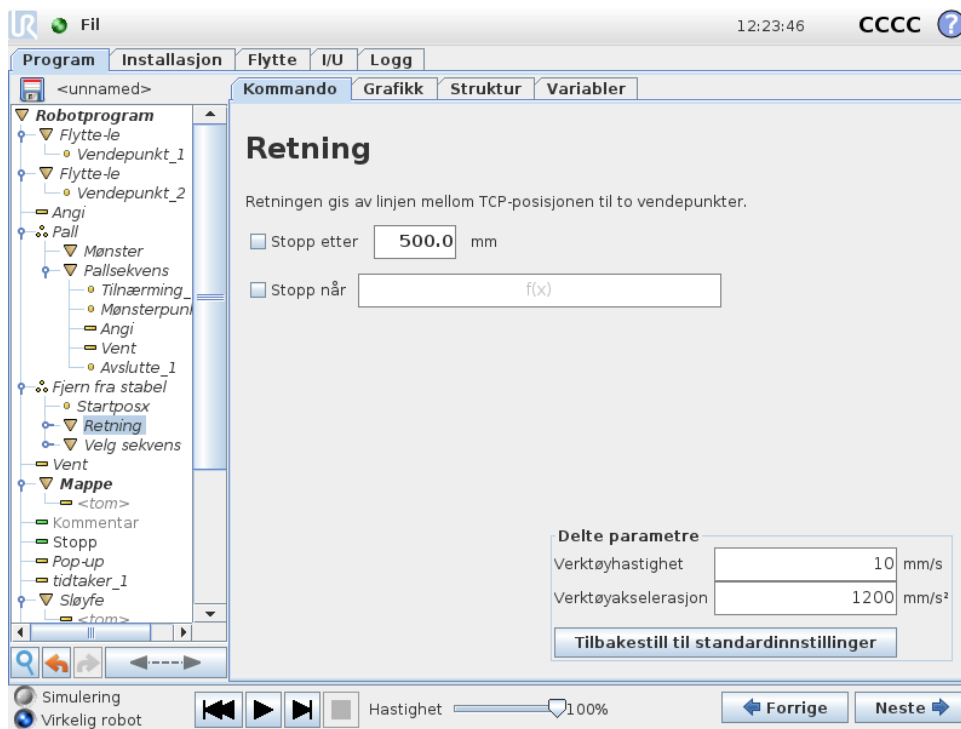 UR Fil 12:23:46 CCCC ?
Program Installasjon Flytte I/U Logg
<unnamed>
Kommando Grafikk Struktur Variabler
Robotprogram
Flytte-le
Vendepunkt_1
Flytte-le
Vendepunkt_2
Angi
Pall
Mønster
Pallsekvens
Tilnærming_
Mønsterpun
Angi
Vent
Avslutte_1
Fjern fra stabel
Startposx
Retning
Velg sekvens
Vent
Mappe
<tom>
Kommentar
Stopp
Pop-up
tidtaker_1
Sløyfe
<tom>
Retning
Retningen gis av linjen mellom TCP-posisjonen til to vendepunkter.
Stopp etter 500.0 mm
Stopp når f(x)
Delte parametre
Verktøyhastighet 10 mm/s
Verktøyakselerasjon 1200 mm/s²
Tilbakestill til standardinnstillinger
Simulering
Virkelig robot
Hastighet 100%
Forrige Neste